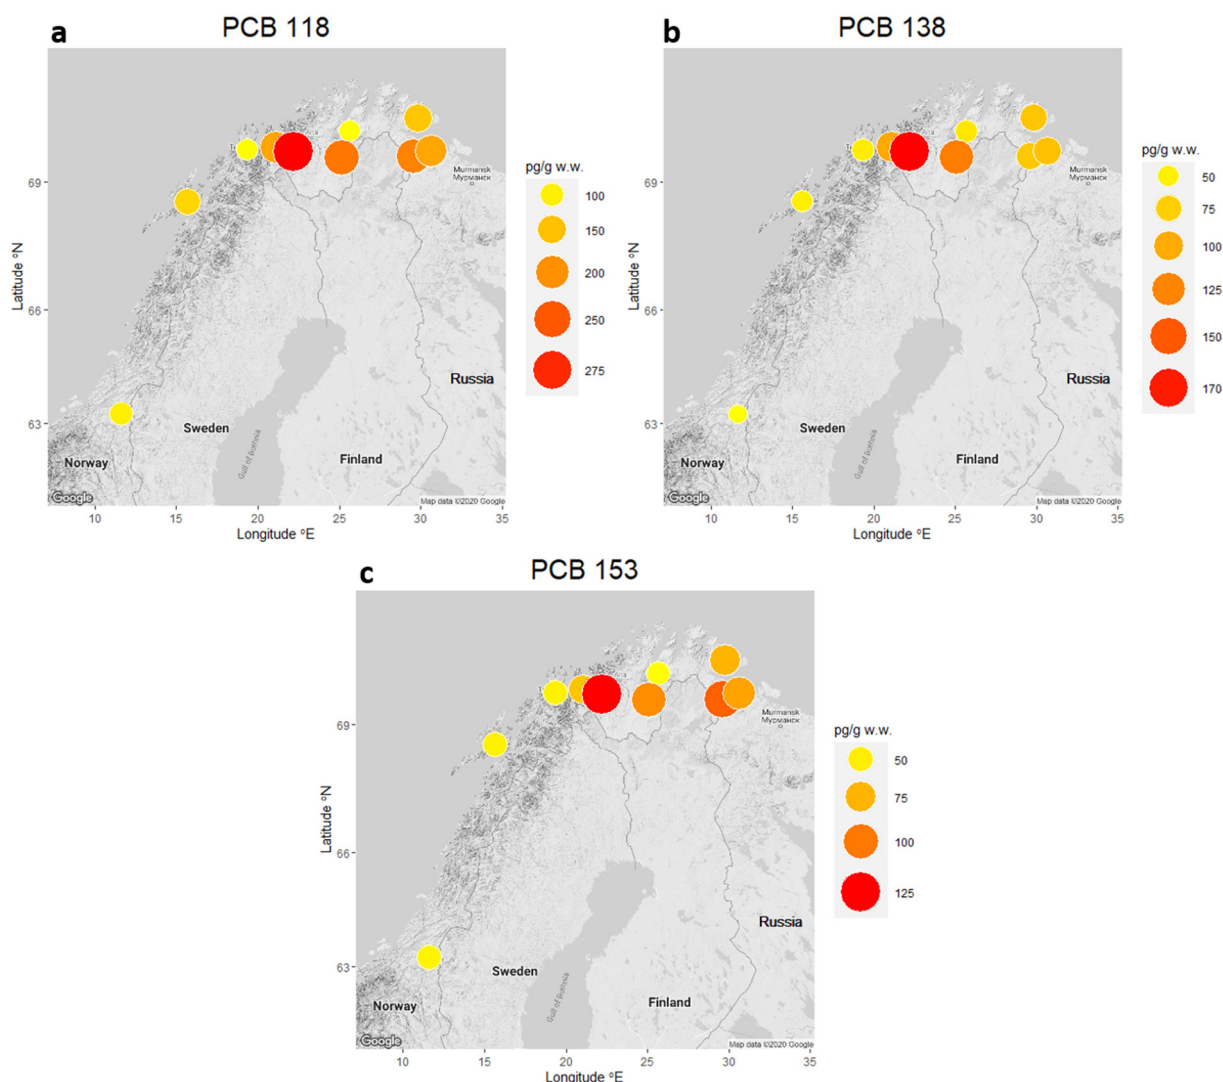 a
PCB 118
69
66
63
Latitude °N
Murmansk
Мурманск
Russia
Sweden
Gulf of Bothnia
Finland
Norway
Google
Map data ©2020 Google
10 15 20 25 30 35
Longitude °E
pg/g w.w.
100
150
200
250
275
b
PCB 138
69
66
63
Latitude °N
Murmansk
Мурманск
Russia
Sweden
Gulf of Bothnia
Finland
Norway
Google
Map data ©2020 Google
10 15 20 25 30 35
Longitude °E
pg/g w.w.
50
75
100
125
150
170
c
PCB 153
69
66
63
Latitude °N
Murmansk
Мурманск
Russia
Sweden
Gulf of Bothnia
Finland
Norway
Google
Map data ©2020 Google
10 15 20 25 30 35
Longitude °E
pg/g w.w.
50
75
100
125